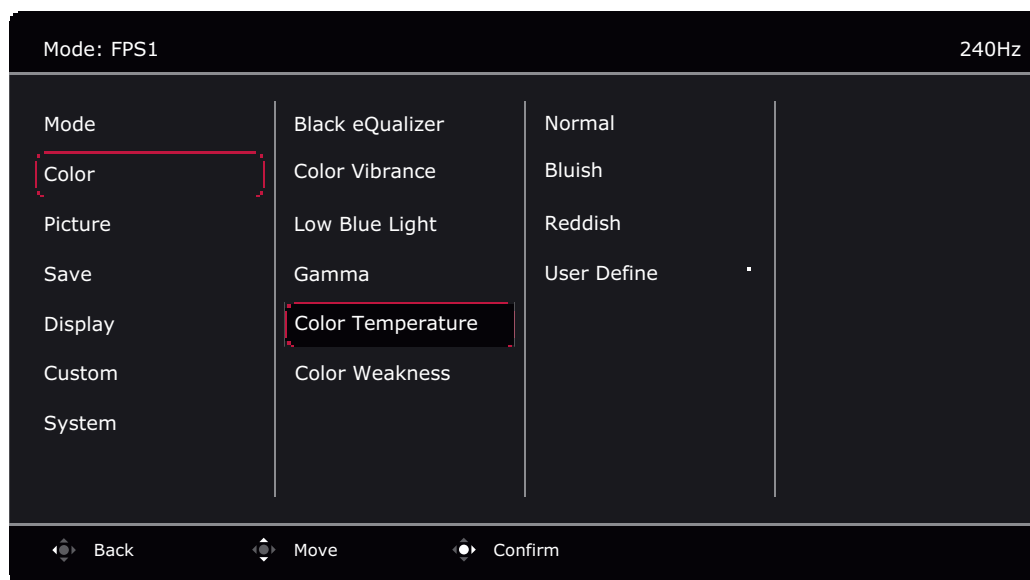 Mode: FPS1
240Hz
Mode
Color
Picture
Save
Display
Custom
System
Black eQualizer
Color Vibrance
Low Blue Light
Gamma
Color Temperature
Color Weakness
Normal
Bluish
Reddish
User Define
Back
Move
Confirm